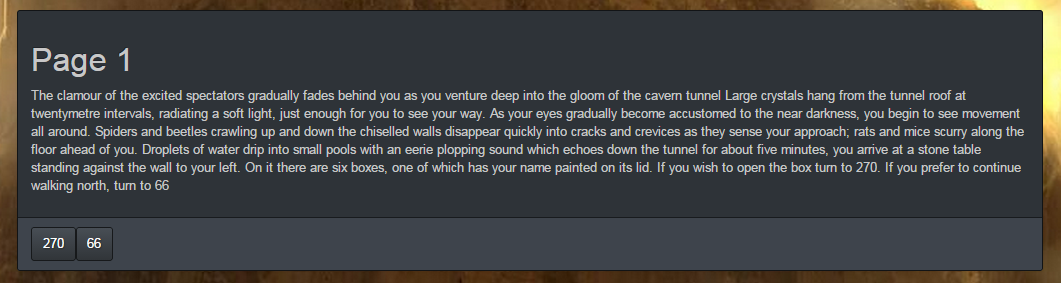 Page 1
The clamour of the excited spectators gradually fades behind you as you venture deep into the gloom of the cavern tunnel Large crystals hang from the tunnel roof at
twentymetre intervals, radiating a soft light, just enough for you to see your way. As your eyes gradually become accustomed to the near darkness, you begin to see movement
all around. Spiders and beetles crawling up and down the chiselled walls disappear quickly into cracks and crevices as they sense your approach; rats and mice scurry along the
floor ahead of you. Droplets of water drip into small pools with an eerie plopping sound which echoes down the tunnel for about five minutes, you arrive at a stone table
standing against the wall to your left. On it there are six boxes, one of which has your name painted on its lid. If you wish to open the box turn to 270. If you prefer to continue
walking north, turn to 66
270 66